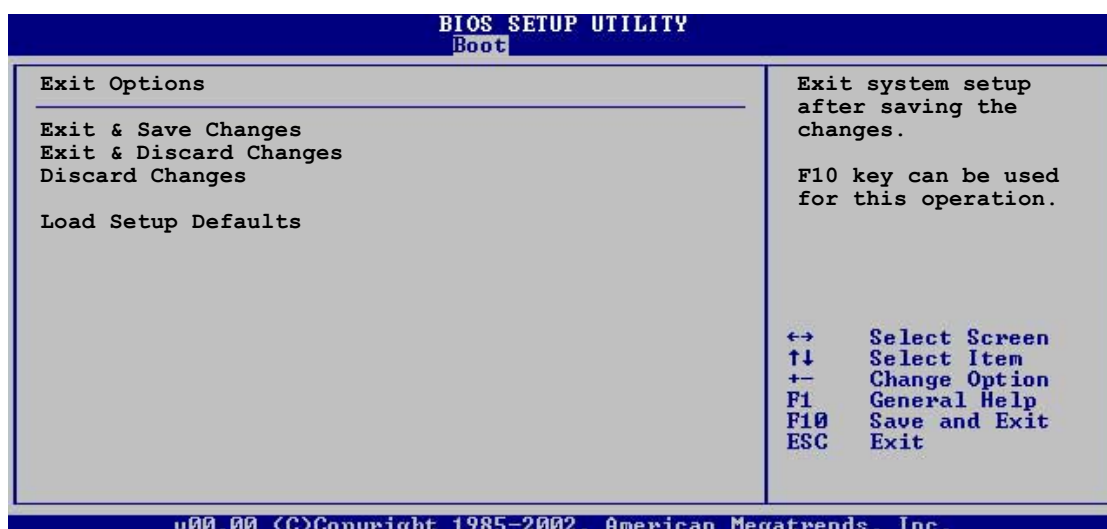 BIOS SETUP UTILITY
Boot
Exit Options
Exit & Save Changes
Exit & Discard Changes
Discard Changes
Load Setup Defaults
Exit system setup
after saving the
changes.
F10 key can be used
for this operation.
←→ Select Screen
↑↓ Select Item
+- Change Option
F1 General Help
F10 Save and Exit
ESC Exit
v00.00 (C)Copyright 1985-2002, American Megatrends, Inc.